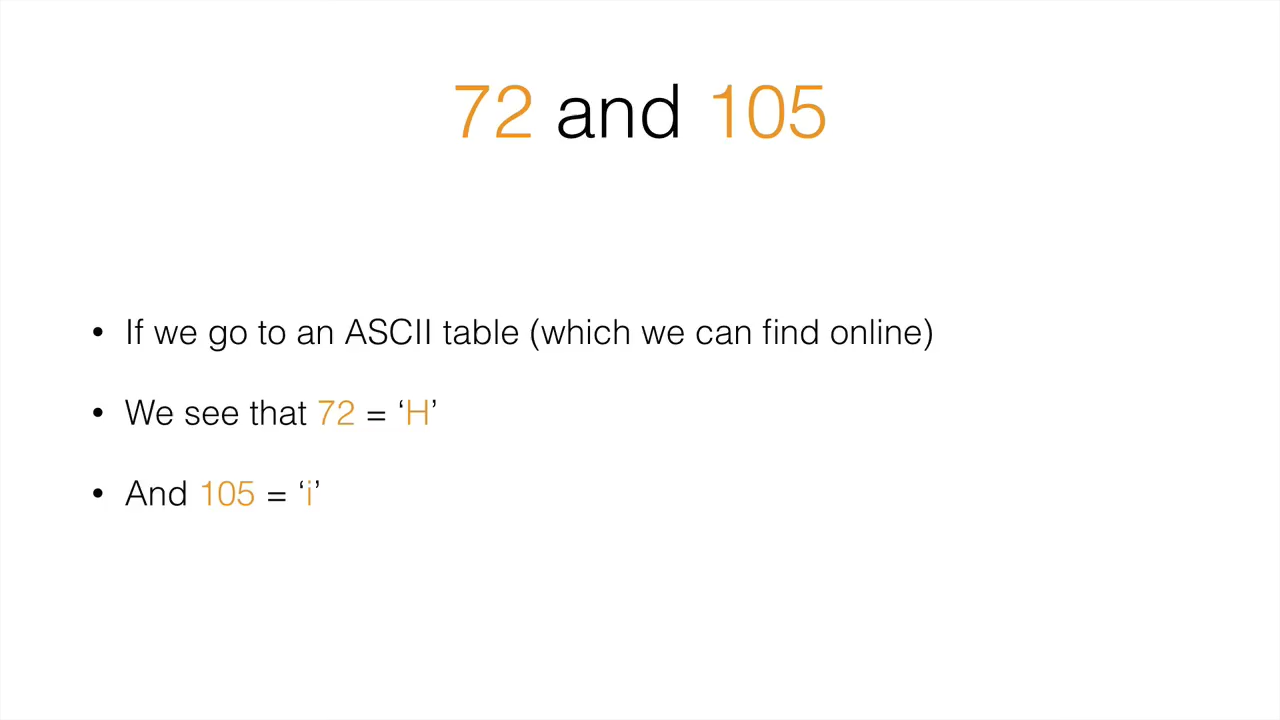 72 and 105
• If we go to an ASCII table (which we can find online)
• We see that 72 = ‘H’
• And 105 = ‘i’